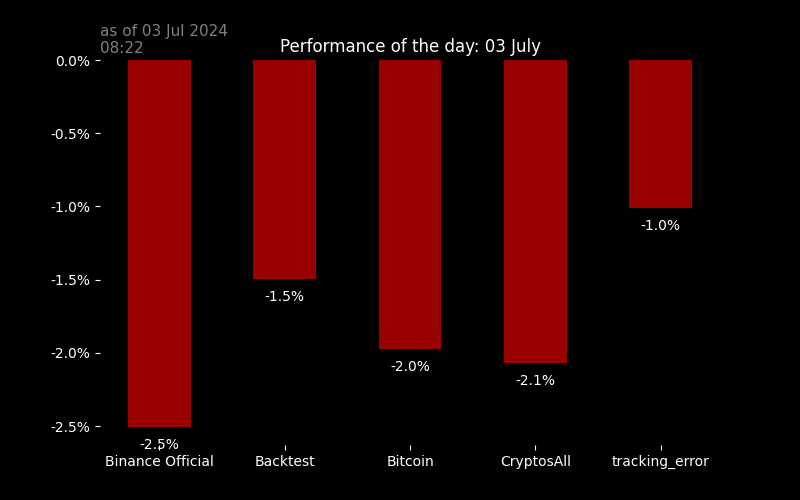 as of 03 Jul 2024
08:22
Performance of the day: 03 July
0.0%
-0.5%
-1.0%
-1.5%
-2.0%
-2.5%
-2.5%
-1.5%
-2.0%
-2.1%
-1.0%
Binance Official
Backtest
Bitcoin
CryptosAll
tracking_error